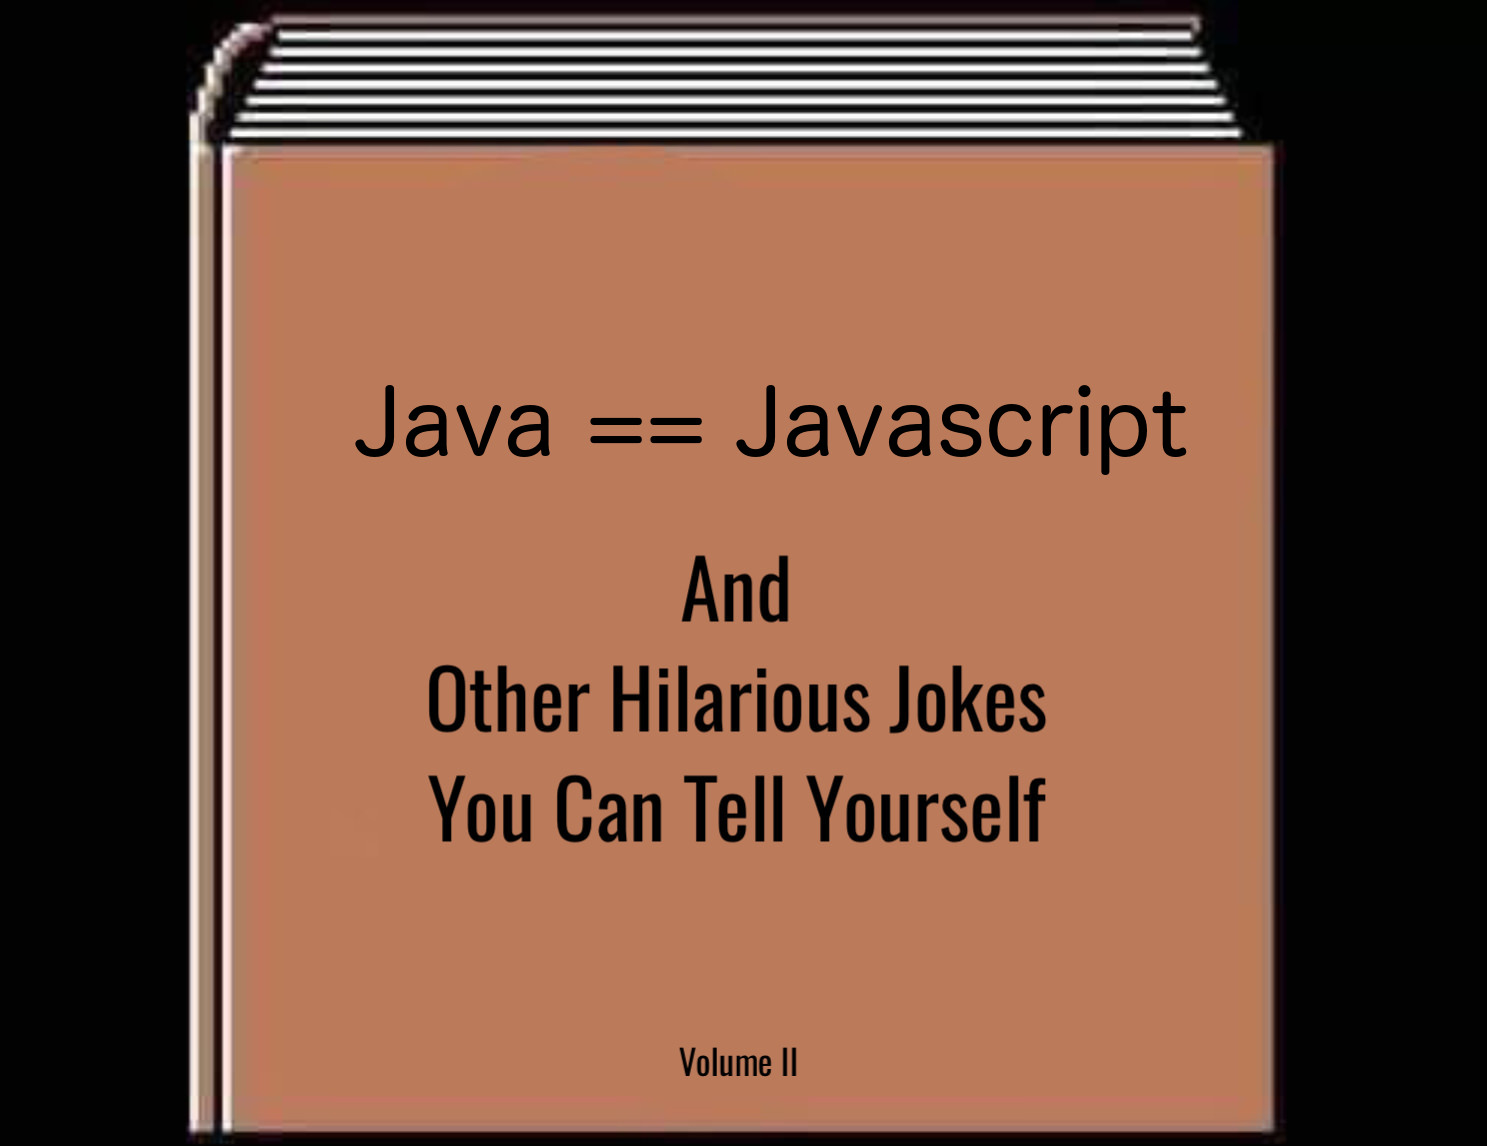 Java == Javascript
And
Other Hilarious Jokes
You Can Tell Yourself
Volume II